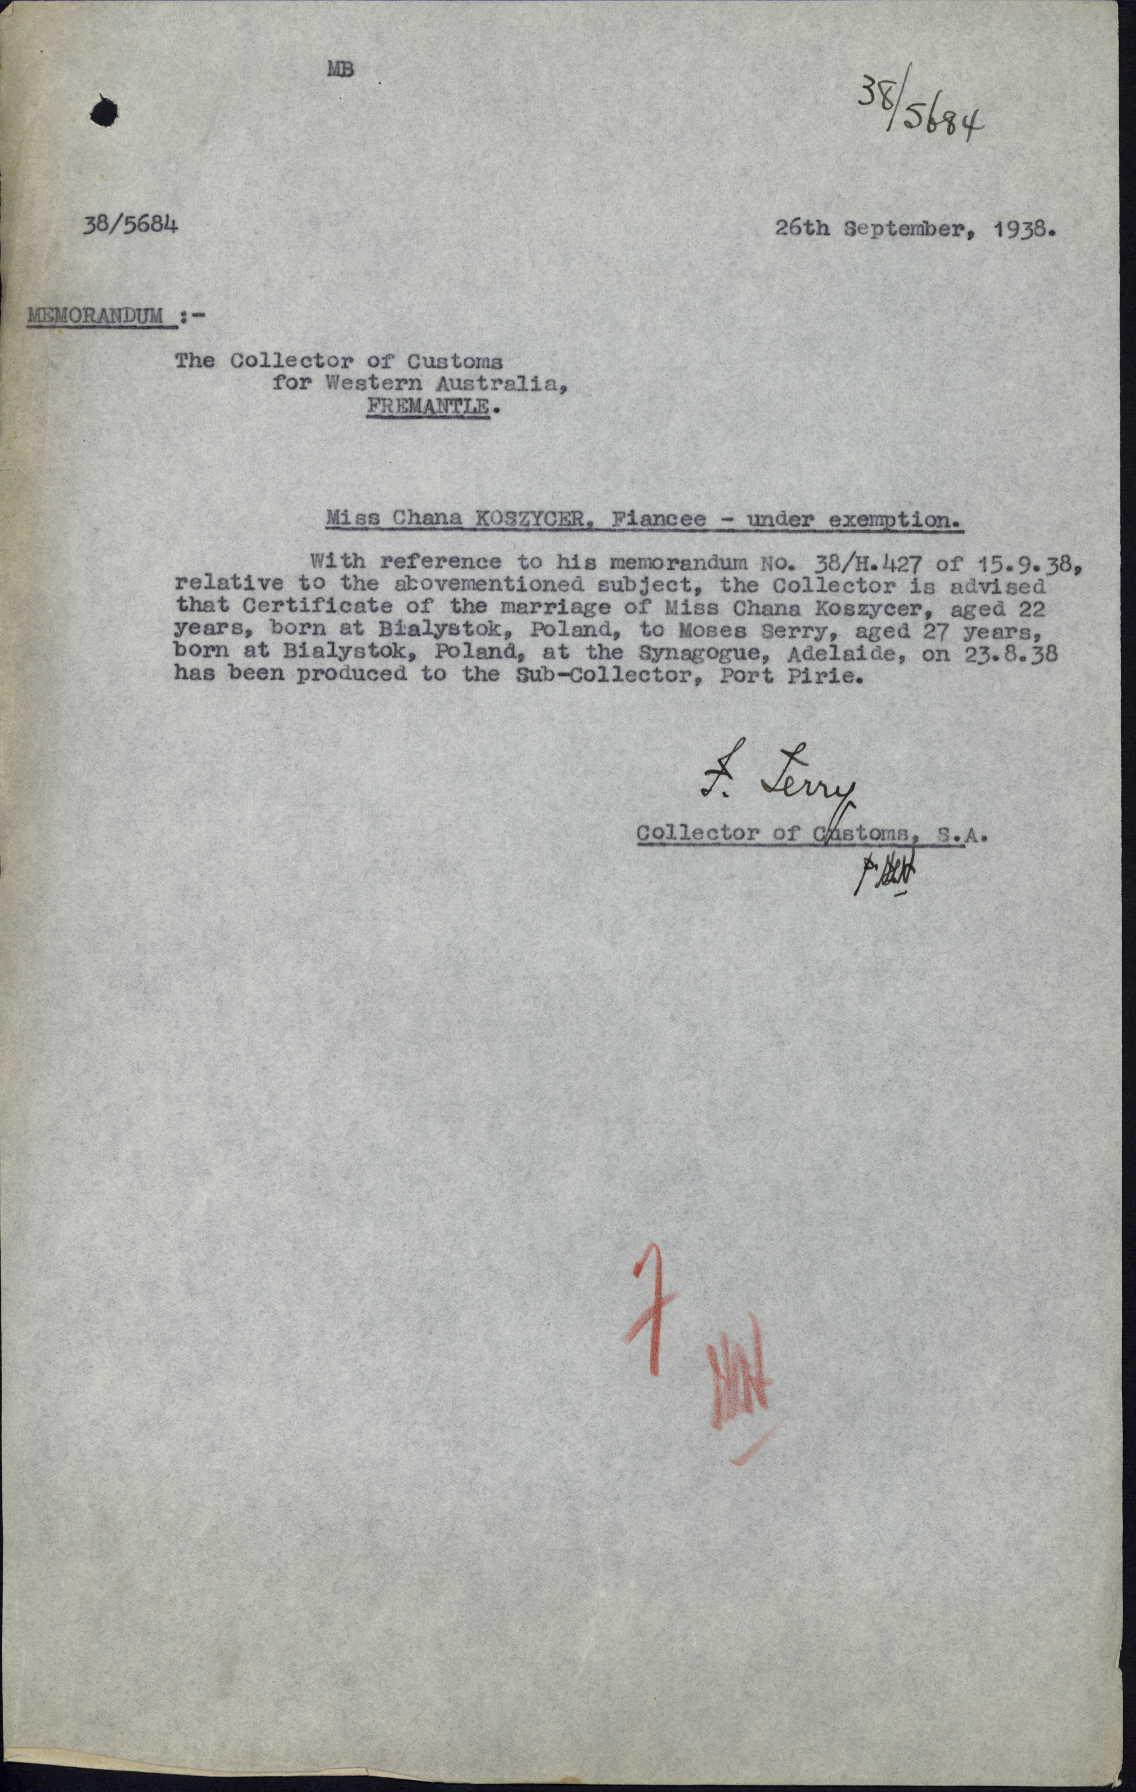 MB
38/5684
38/5684
26th September, 1938.
MEMORANDUM :-
The Collector of Customs
for Western Australia,
FREMANTLE.
Miss Chana KOSZYCER, Fiancee - under exemption.
With reference to his memorandum No. 38/H.427 of 15.9.38,
relative to the abovementioned subject, the Collector is advised
that Certificate of the marriage of Miss Chana Koszycer, aged 22
years, born at Bialystok, Poland, to Moses Serry, aged 27 years,
born at Bialystok, Poland, at the Synagogue, Adelaide, on 23.8.38
has been produced to the Sub-Collector, Port Pirie.
Collector of Customs, S.A.